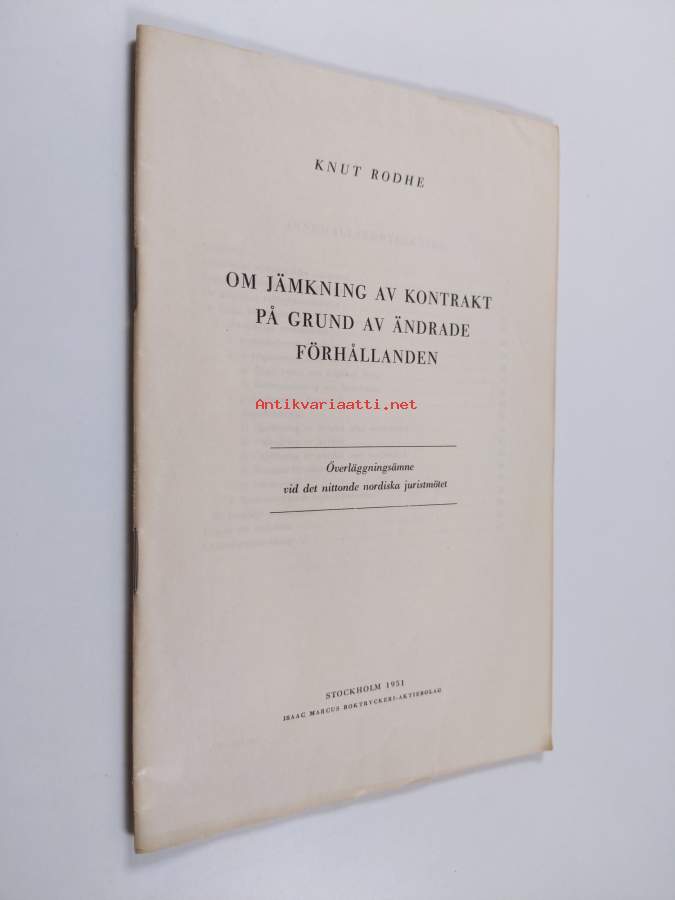 KNUT RODHE
OM JÄMKNING AV KONTRAKT
PÅ GRUND AV ÄNDRADE
FÖRHÅLLANDEN
Antikvariaatti.net
Överläggningsämne
vid det nittonde nordiska juristmötet
STOCKHOLM 1951
ISAAC MARCUS BOKTRYCKERI-AKTIEBOLAG